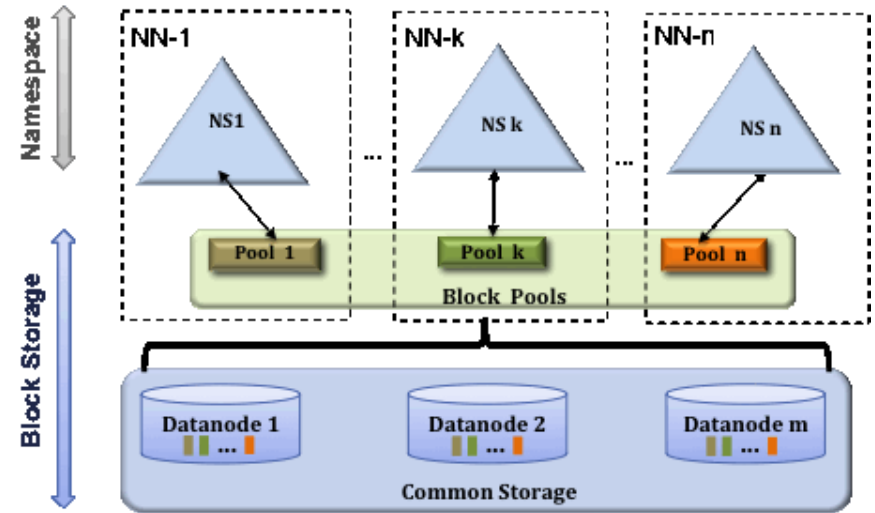 Namespace
NN-1
NN-k
NN-n
NS1
NS k
NS n
...
...
Block Storage
Pool 1
Pool k
Pool n
Block Pools
Datanode 1
Datanode 2
Datanode m
...
...
...
Common Storage